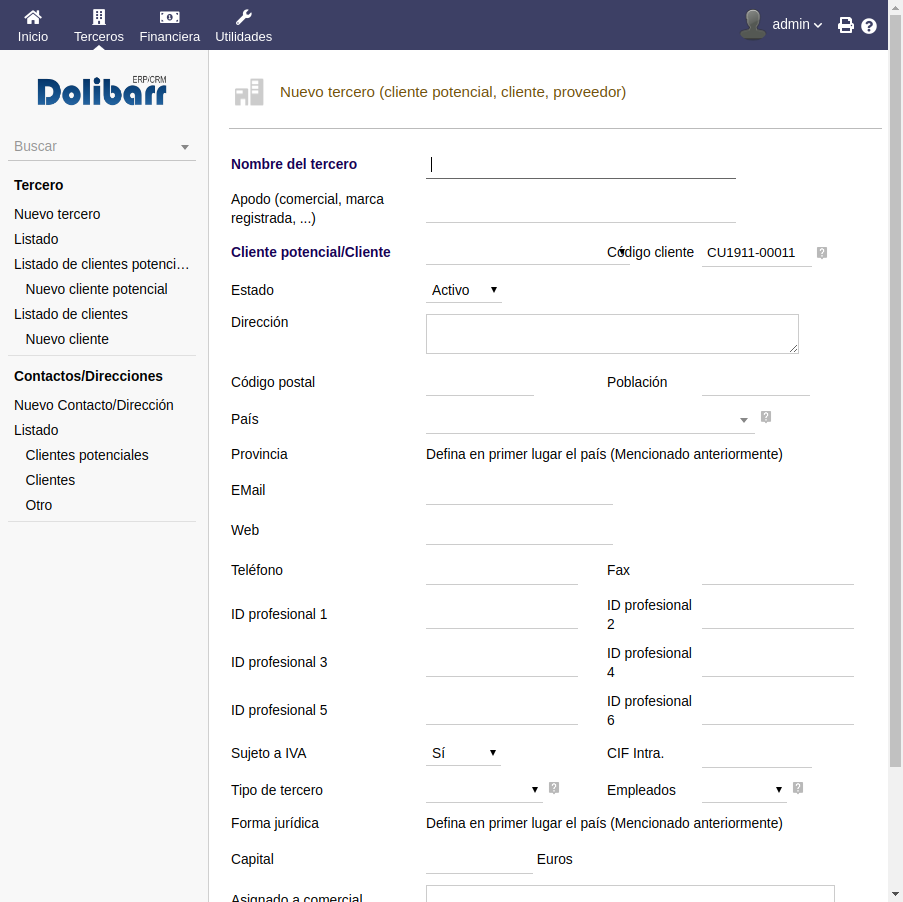 Inicio Terceros Financiera Utilidades admin
Dolibarr ERP/CRM
Buscar
Tercero
Nuevo tercero
Listado
Listado de clientes potenci…
Nuevo cliente potencial
Listado de clientes
Nuevo cliente
Contactos/Direcciones
Nuevo Contacto/Dirección
Listado
Clientes potenciales
Clientes
Otro
Nuevo tercero (cliente potencial, cliente, proveedor)
Nombre del tercero
Apodo (comercial, marca
registrada, ...)
Cliente potencial/Cliente Código cliente CU1911-00011
Estado Activo
Dirección
Código postal Población
País
Provincia Defina en primer lugar el país (Mencionado anteriormente)
EMail
Web
Teléfono Fax
ID profesional 1 ID profesional
2
ID profesional 3 ID profesional
4
ID profesional 5 ID profesional
6
Sujeto a IVA Sí CIF Intra.
Tipo de tercero Empleados
Forma jurídica Defina en primer lugar el país (Mencionado anteriormente)
Capital Euros
Asignado a comercial